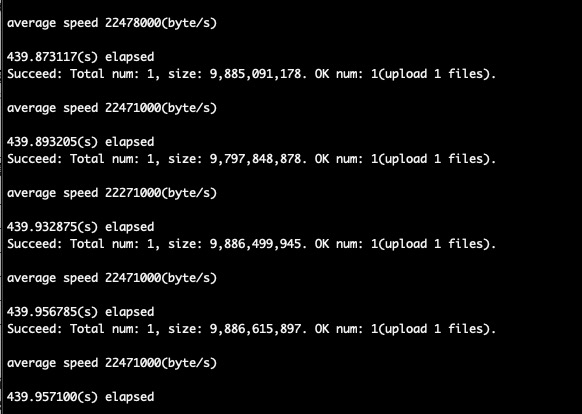 average speed 22478000(byte/s)
439.873117(s) elapsed
Succeed: Total num: 1, size: 9,885,091,178. OK num: 1(upload 1 files).
average speed 22471000(byte/s)
439.893205(s) elapsed
Succeed: Total num: 1, size: 9,797,848,878. OK num: 1(upload 1 files).
average speed 22271000(byte/s)
439.932875(s) elapsed
Succeed: Total num: 1, size: 9,886,499,945. OK num: 1(upload 1 files).
average speed 22471000(byte/s)
439.956785(s) elapsed
Succeed: Total num: 1, size: 9,886,615,897. OK num: 1(upload 1 files).
average speed 22471000(byte/s)
439.957100(s) elapsed